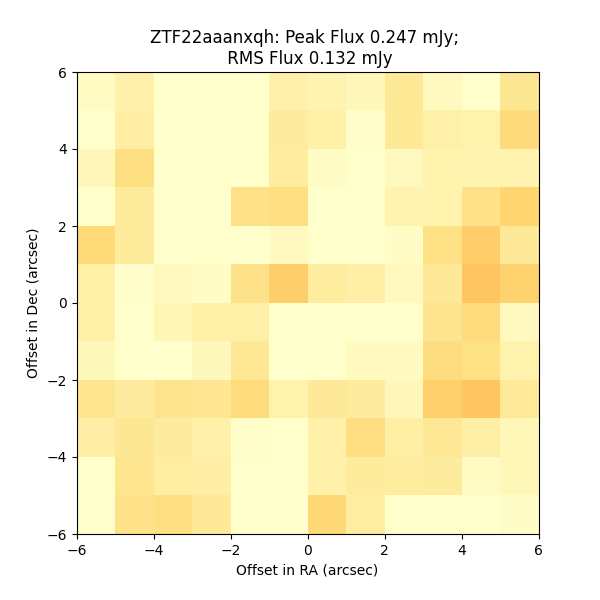 ZTF22aaanxqh: Peak Flux 0.247 mJy;
RMS Flux 0.132 mJy
6
4
2
0
−2
−4
−6
Offset in Dec (arcsec)
−6 −4 −2 0 2 4 6
Offset in RA (arcsec)